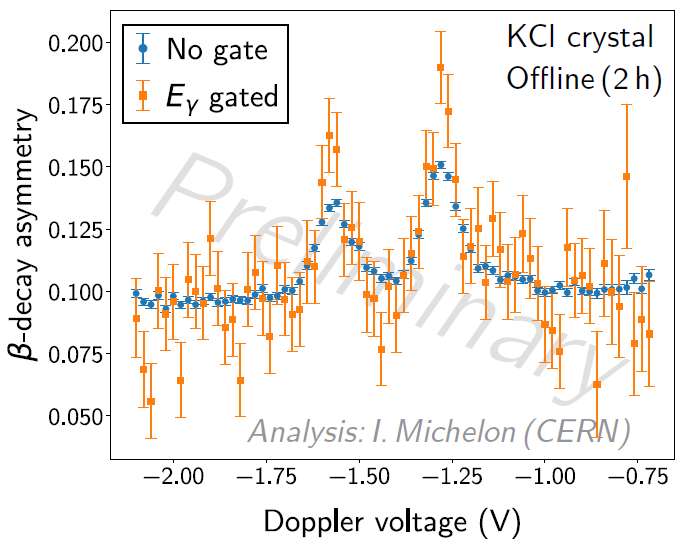 No gate
Eγ gated
KCl crystal
Offline (2 h)
Preliminary
Analysis: I. Michelon (CERN)
β-decay asymmetry
0.200
0.175
0.150
0.125
0.100
0.075
0.050
−2.00 −1.75 −1.50 −1.25 −1.00 −0.75
Doppler voltage (V)